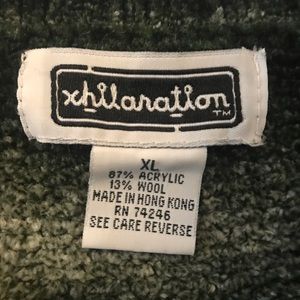 xhilaration
TM
XL
87% ACRYLIC
13% WOOL
MADE IN HONG KONG
RN 74246
SEE CARE REVERSE